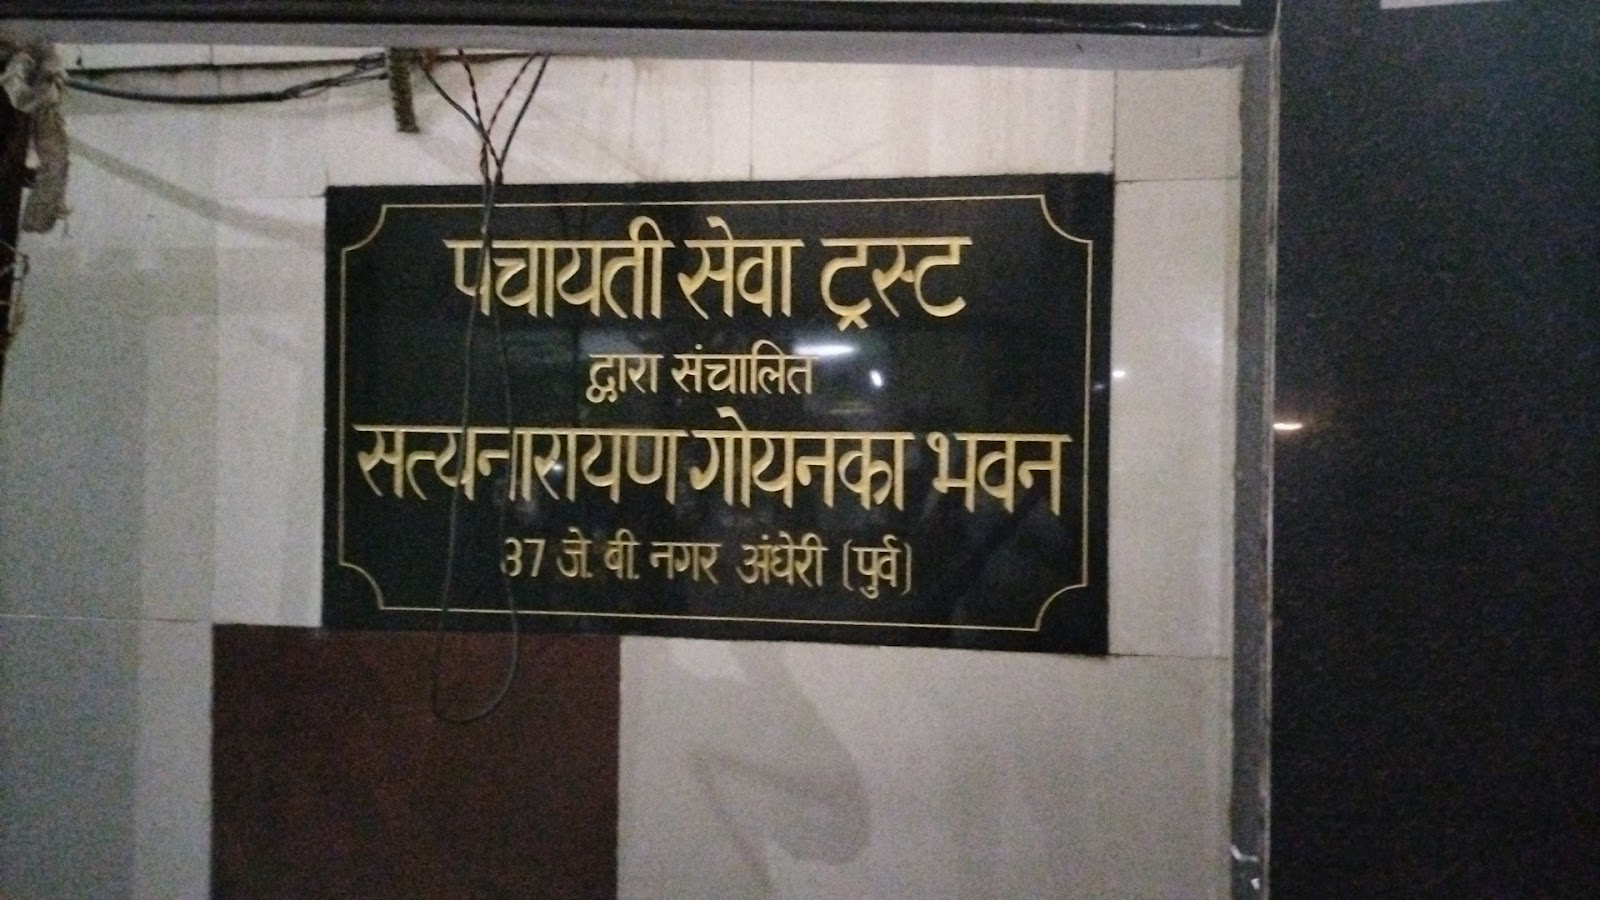 पचायती सेवा ट्रस्ट
द्वारा संचालित
सत्यनारायण गोयनका भवन
37 जे. बी. नगर अंधेरी (पुर्व)